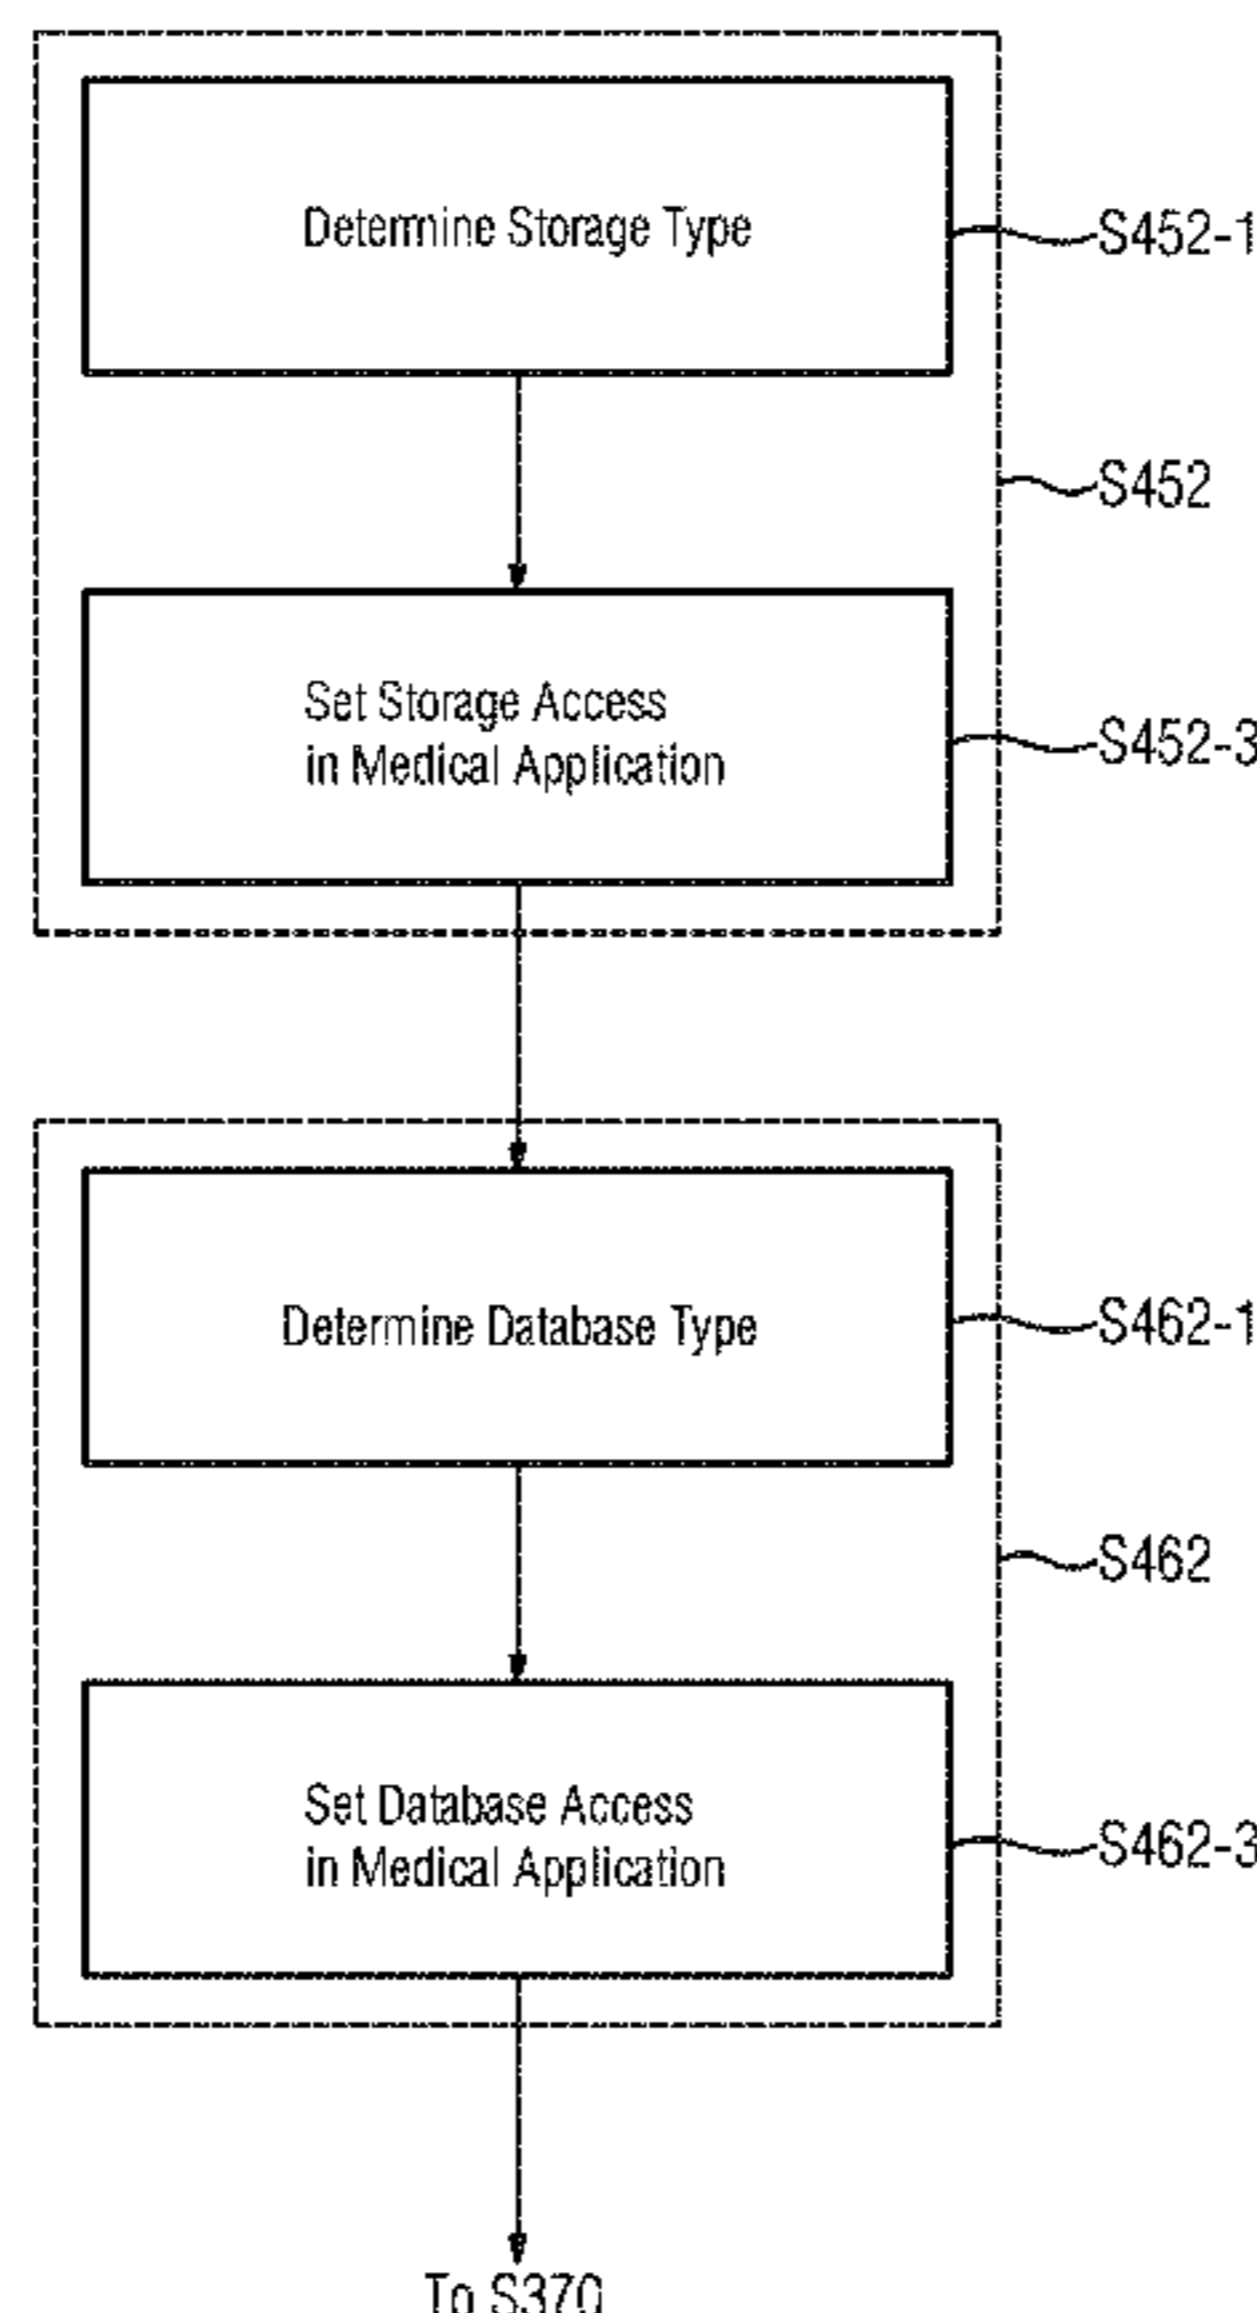 Determine Storage Type
S452-1
S452
Set Storage Access
in Medical Application
S452-3
Determine Database Type
S462-1
S462
Set Database Access
in Medical Application
S462-3
To S370